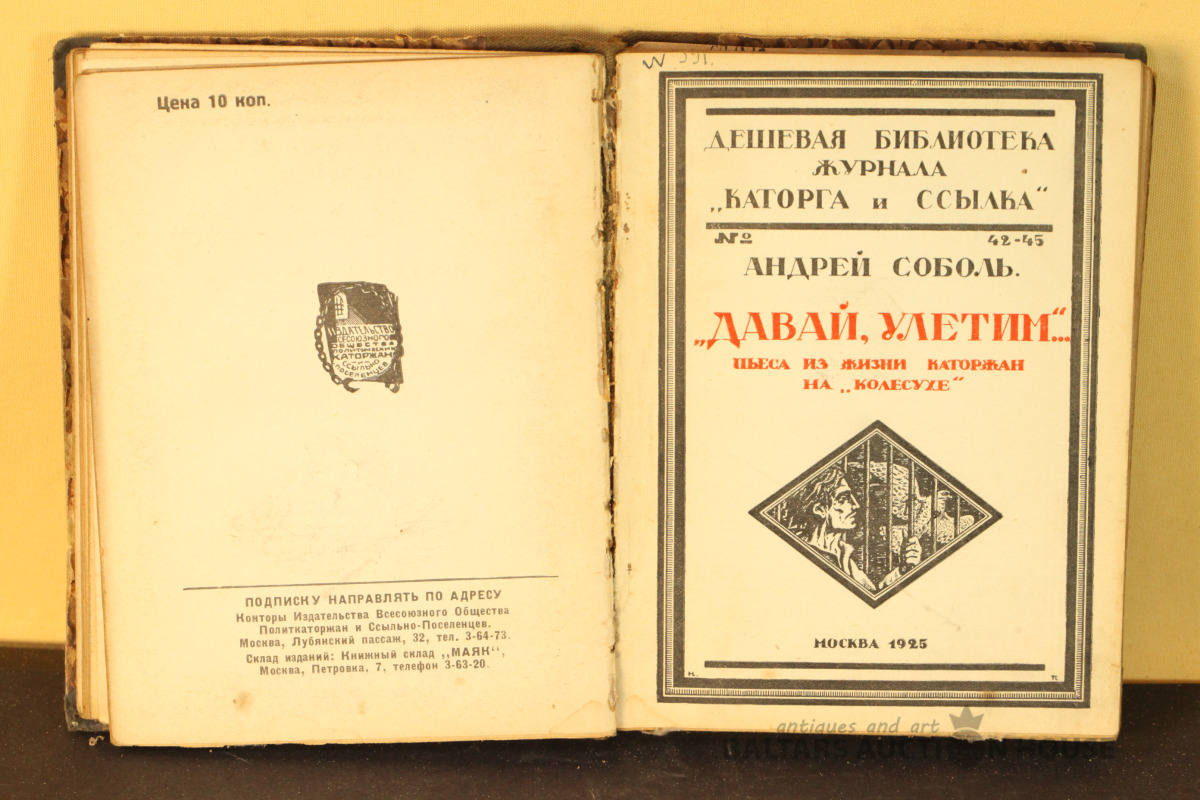 Цена 10 коп.
ИЗДАТЕЛЬСТВО
ВСЕСОЮЗНОГО
ОБЩЕСТВА
ПОЛИТИЧЕСКИХ
КАТОРЖАН
ССЫЛЬНО
ПОСЕЛЕНЦЕВ
ПОДПИСКУ НАПРАВЛЯТЬ ПО АДРЕСУ
Конторы Издательства Всесоюзного Общества
Политкаторжан и Ссыльно-Поселенцев.
Москва, Лубянский пассаж, 32, тел. 3-64-73.
Склад изданий: Книжный склад „МАЯК“,
Москва, Петровка, 7, телефон 3-63-20.
ДЕШЕВАЯ БИБЛИОТЕКА
ЖУРНАЛА
„КАТОРГА и ССЫЛКА“
№ 42-45
АНДРЕЙ СОБОЛЬ.
„ДАВАЙ, УЛЕТИМ...“
ПЬЕСА ИЗ ЖИЗНИ КАТОРЖАН
НА „КОЛЕСУХЕ“
МОСКВА 1925
antiques and art
BALTARS AUCTION HOUSE